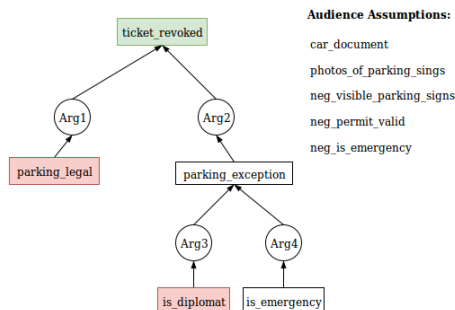 ticket_revoked
Audience Assumptions:
car_document
photos_of_parking_sings
neg_visible_parking_signs
neg_permit_valid
neg_is_emergency
Arg1
Arg2
parking_legal
parking_exception
Arg3
Arg4
is_diplomat
is_emergency